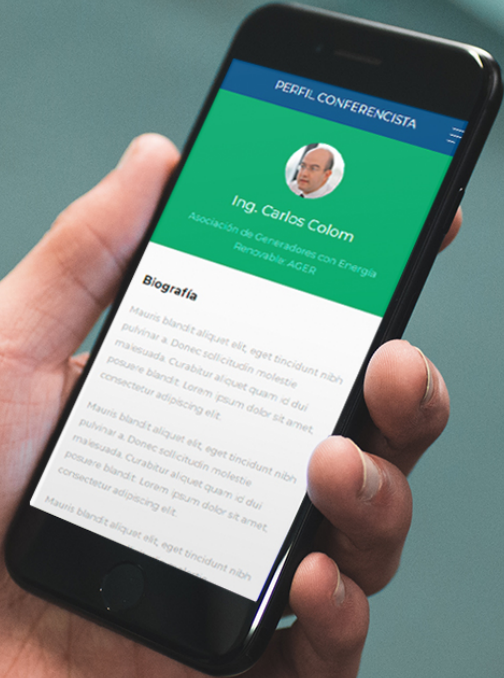 PERFIL CONFERENCISTA
Ing. Carlos Colom
Asociación de Generadores con Energía
Renovable: AGER
Biografía
Mauris blandit aliquet elit, eget tincidunt nibh
pulvinar a. Donec sollicitudin molestie
malesuada. Curabitur aliquet quam id dui
posuere blandit. Lorem ipsum dolor sit amet,
consectetur adipiscing elit.
Mauris blandit aliquet elit, eget tincidunt nibh
pulvinar a. Donec sollicitudin molestie
malesuada. Curabitur aliquet quam id dui
posuere blandit. Lorem ipsum dolor sit amet,
consectetur adipiscing elit.
Mauris blandit aliquet elit, eget tincidunt nibh